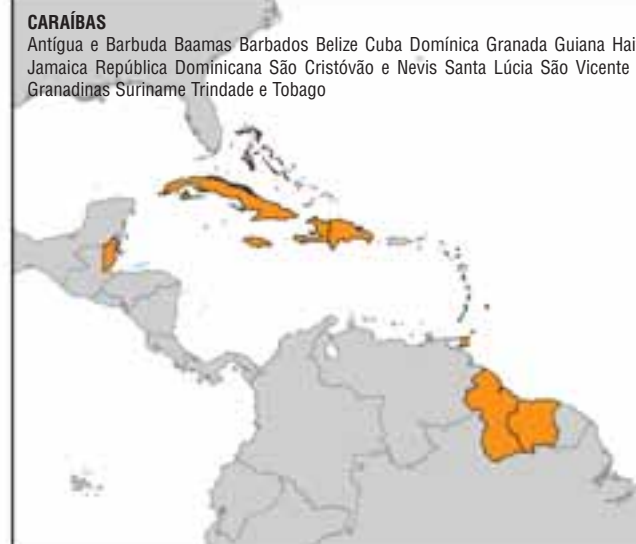 CARAÍBAS
Antígua e Barbuda Baamas Barbados Belize Cuba Domínica Granada Guiana Hai
Jamaica República Dominicana São Cristóvão e Nevis Santa Lúcia São Vicente
Granadinas Suriname Trindade e Tobago